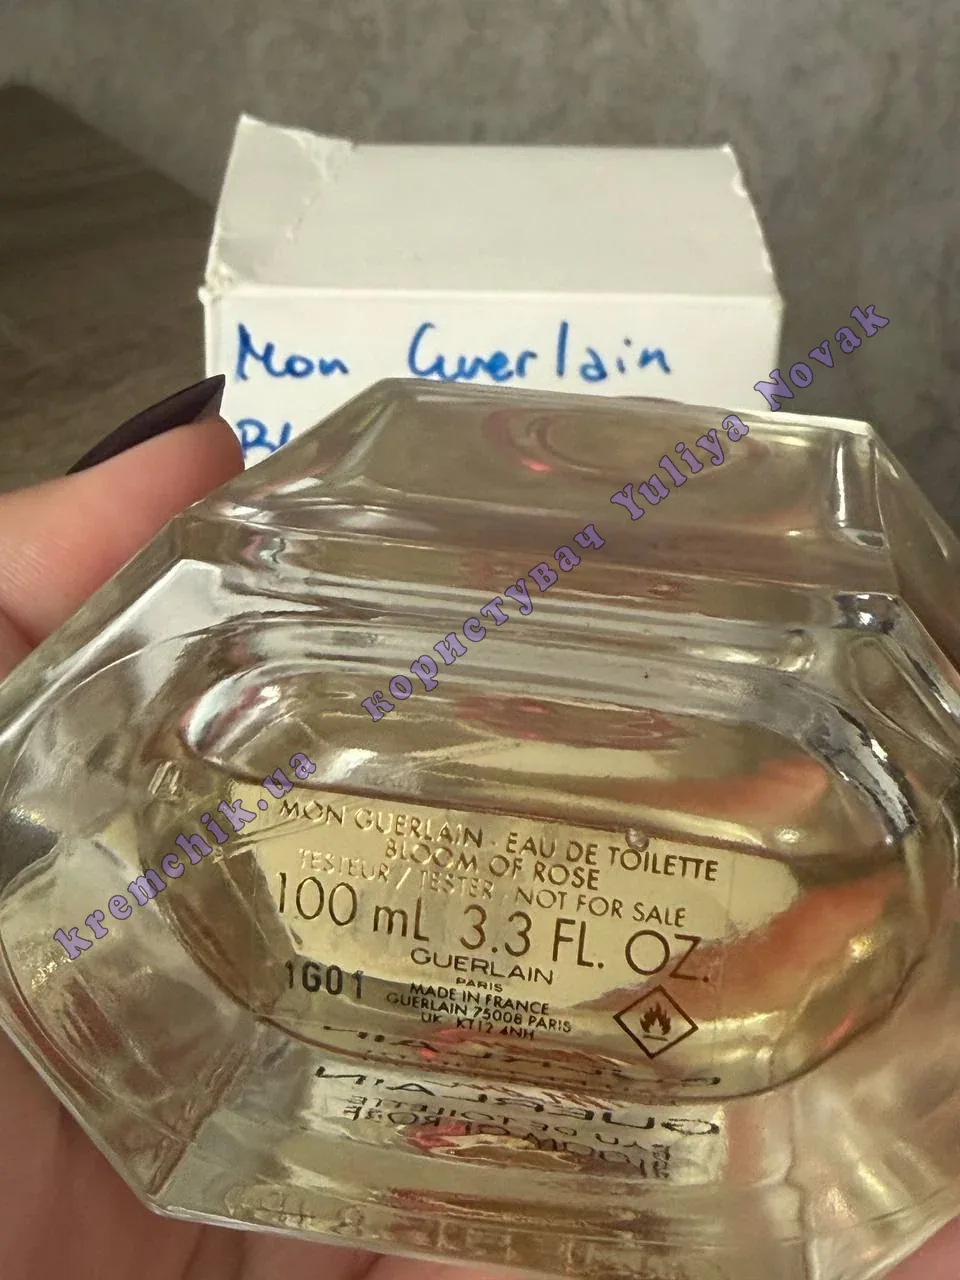 Mon Guerlain
Bl
MON GUERLAIN · EAU DE TOILETTE
BLOOM OF ROSE
TESTEUR / TESTER NOT FOR SALE
100 mL 3.3 FL. OZ.
GUERLAIN
PARIS
1G01
MADE IN FRANCE
GUERLAIN 75008 PARIS
UK KT12 4NH
kremchik.ua користувач Yuliya Novak